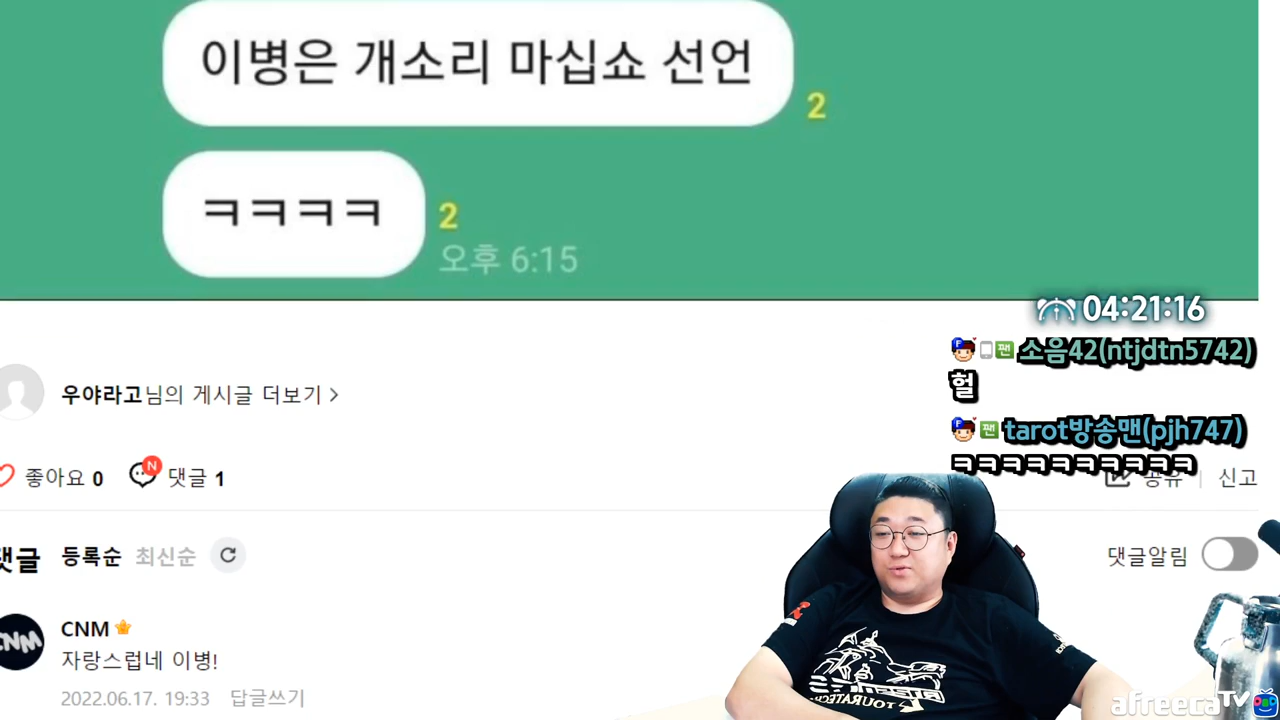 이병은 개소리 마십쇼 선언
2
ㅋㅋㅋㅋ
2
오후 6:15
04:21:16
소음42(ntjdtn5742)
헐
tarot방송맨(pjh747)
ㅋㅋㅋㅋㅋㅋㅋㅋㅋㅋ
우야라고님의 게시글 더보기 >
좋아요 0 댓글 1
공유 신고
댓글 등록순 최신순
댓글알림
CNM
자랑스럽네 이병!
2022.06.17. 19:33 답글쓰기
afreecaTV